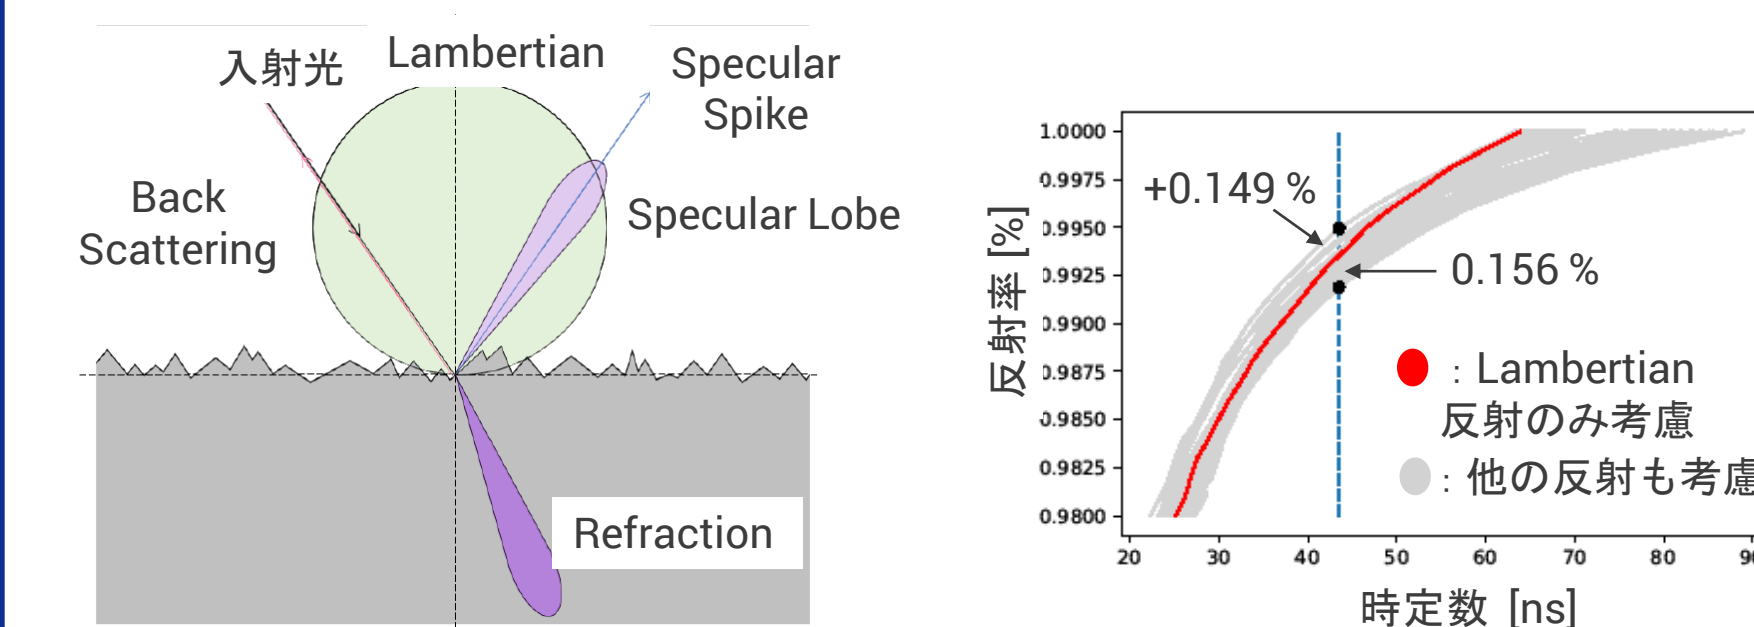 入射光
Lambertian
Specular
Spike
Back
Scattering
Specular Lobe
Refraction
反射率 [%]
1.0000
0.9975
0.9950
0.9925
0.9900
0.9875
0.9850
0.9825
0.9800
+0.149 %
0.156 %
: Lambertian
反射のみ考慮
: 他の反射も考慮
20 30 40 50 60 70 80 90
時定数 [ns]